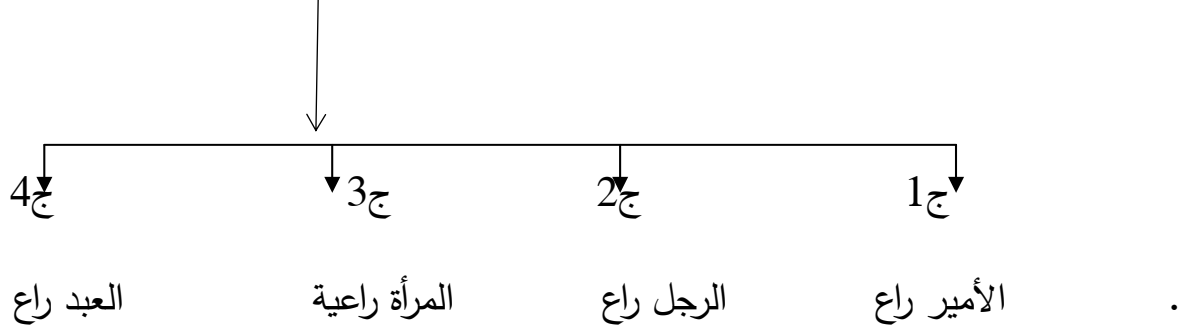 ج1 ج2 ج3 ج4
. الأمير راع الرجل راع المرأة راعية العبد راع